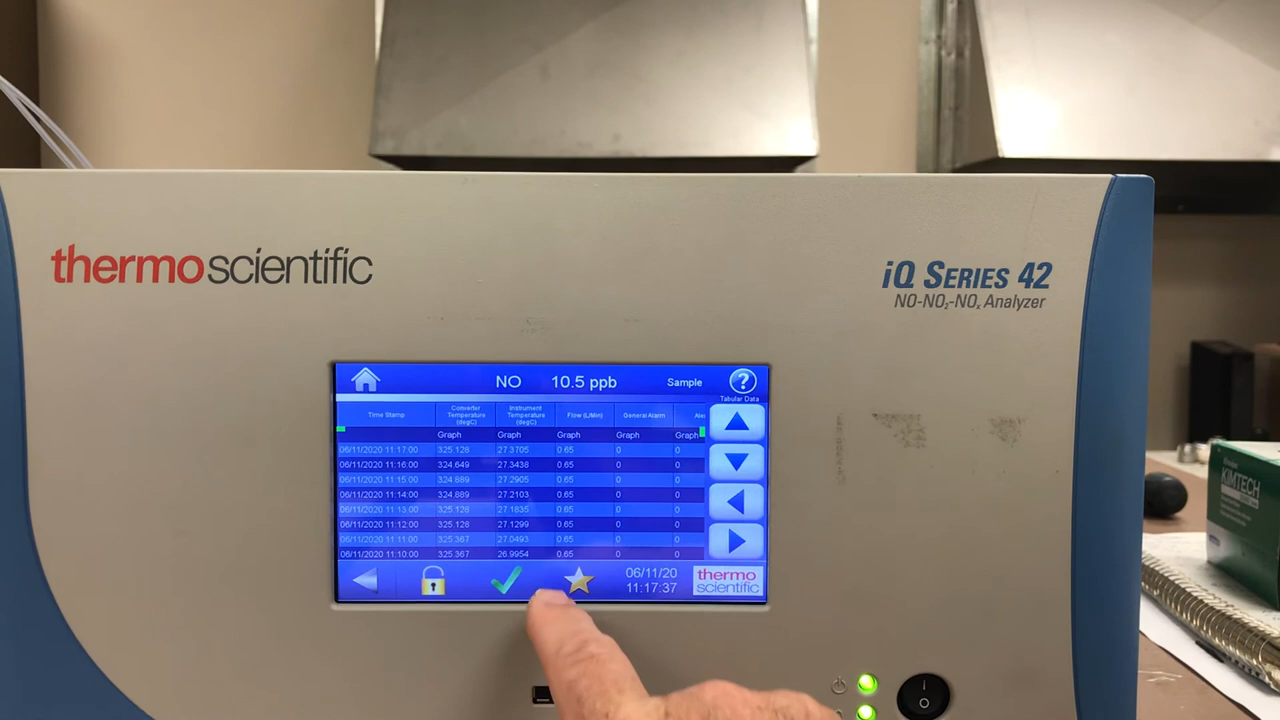 thermoscientific
iQ SERIES 42
NO-NO₂-NOₓ Analyzer
NO 10.5 ppb Sample
Tabular Data
Time Stamp Converter Temperature (degC) Instrument Temperature (degC) Flow (L/Min) General Alarm
Graph Graph Graph Graph Graph
06/11/2020 11:17:00 325.128 27.3705 0.65 0 0
06/11/2020 11:16:00 324.649 27.3438 0.65 0 0
06/11/2020 11:15:00 324.889 27.2905 0.65 0 0
06/11/2020 11:14:00 324.889 27.2103 0.65 0 0
06/11/2020 11:13:00 325.128 27.1835 0.65 0 0
06/11/2020 11:12:00 325.128 27.1299 0.65 0 0
06/11/2020 11:11:00 325.367 27.0493 0.65 0 0
06/11/2020 11:10:00 325.367 26.9954 0.65 0 0
06/11/20
11:17:37
thermo
scientific
KIMTECH